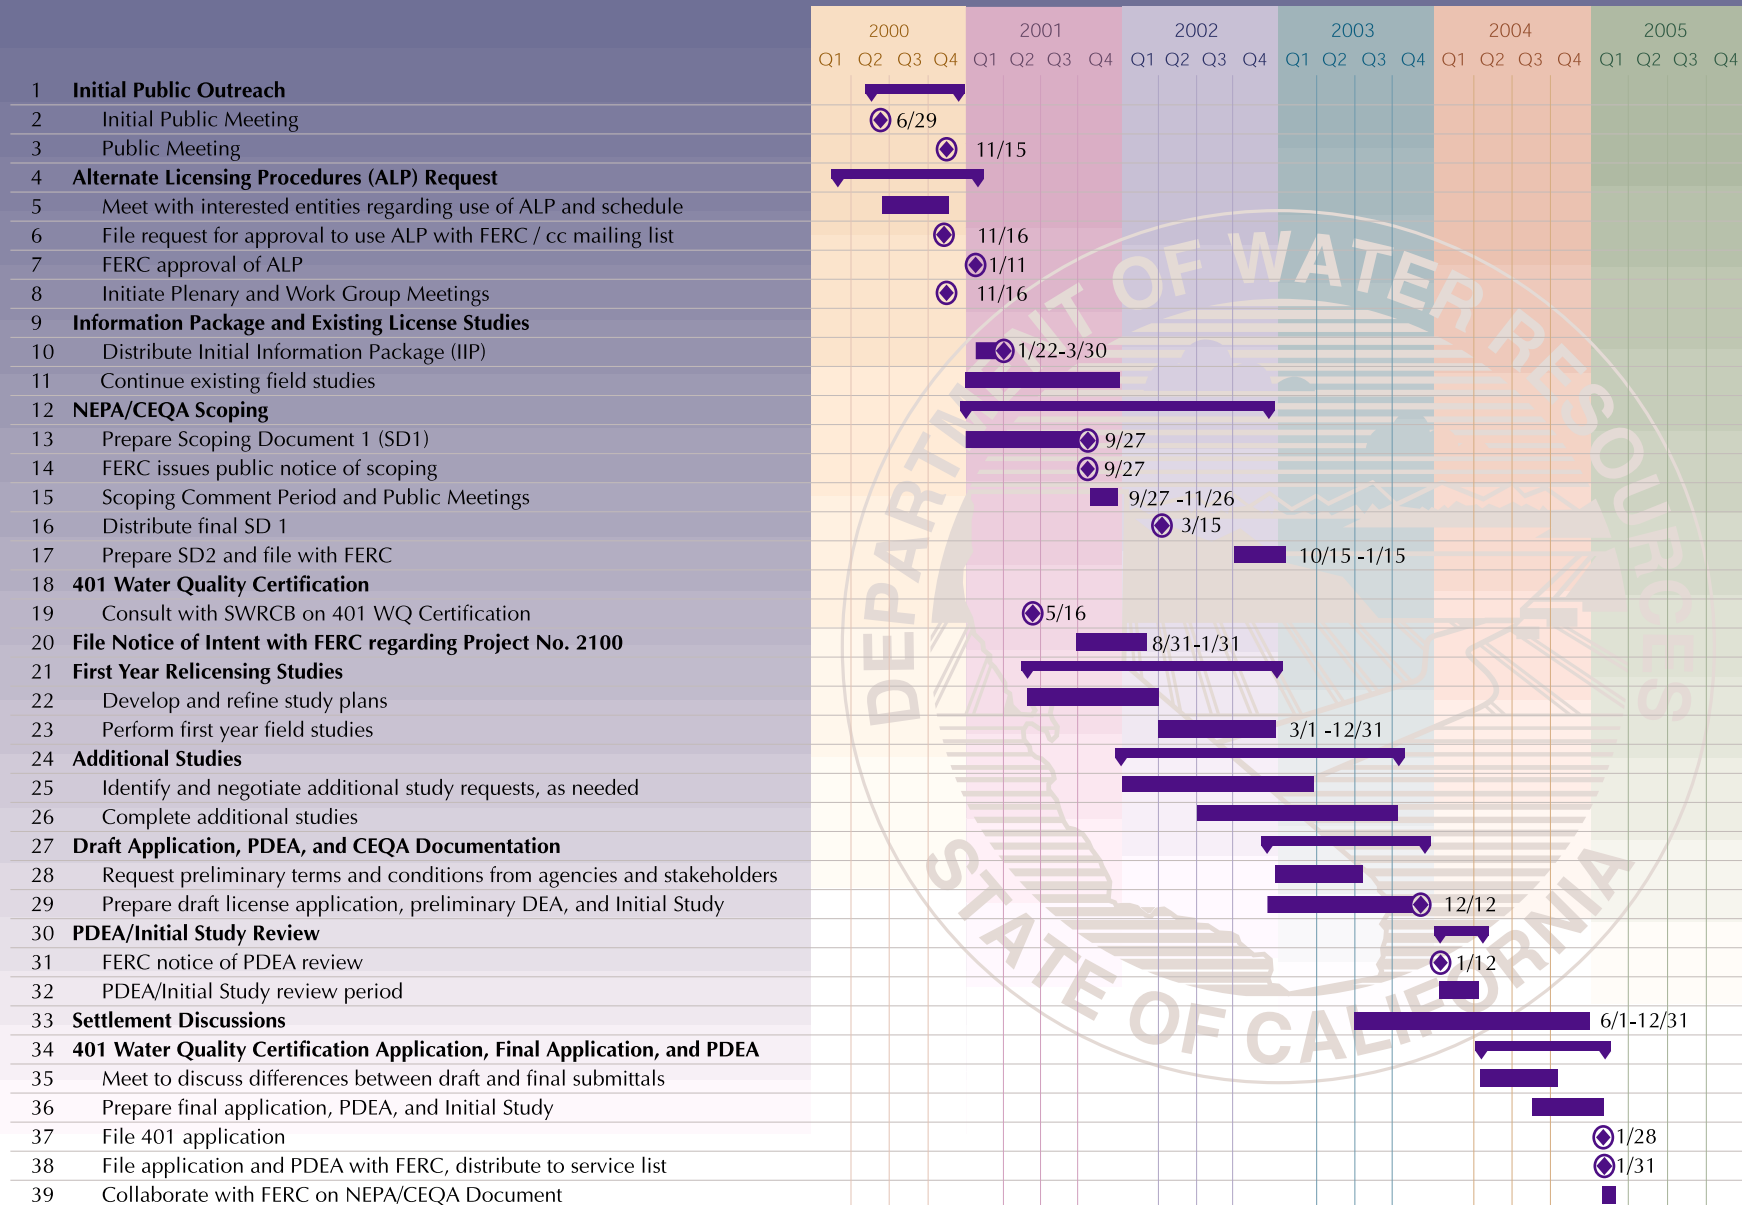 2000 2001 2002 2003 2004 2005
Q1 Q2 Q3 Q4 Q1 Q2 Q3 Q4 Q1 Q2 Q3 Q4 Q1 Q2 Q3 Q4 Q1 Q2 Q3 Q4 Q1 Q2 Q3 Q4
1 Initial Public Outreach
2 Initial Public Meeting 6/29
3 Public Meeting 11/15
4 Alternate Licensing Procedures (ALP) Request
5 Meet with interested entities regarding use of ALP and schedule
6 File request for approval to use ALP with FERC / cc mailing list 11/16
7 FERC approval of ALP 1/11
8 Initiate Plenary and Work Group Meetings 11/16
9 Information Package and Existing License Studies
10 Distribute Initial Information Package (IIP) 1/22-3/30
11 Continue existing field studies
12 NEPA/CEQA Scoping
13 Prepare Scoping Document 1 (SD1) 9/27
14 FERC issues public notice of scoping 9/27
15 Scoping Comment Period and Public Meetings 9/27 -11/26
16 Distribute final SD 1 3/15
17 Prepare SD2 and file with FERC 10/15 -1/15
18 401 Water Quality Certification
19 Consult with SWRCB on 401 WQ Certification 5/16
20 File Notice of Intent with FERC regarding Project No. 2100 8/31-1/31
21 First Year Relicensing Studies
22 Develop and refine study plans
23 Perform first year field studies 3/1 -12/31
24 Additional Studies
25 Identify and negotiate additional study requests, as needed
26 Complete additional studies
27 Draft Application, PDEA, and CEQA Documentation
28 Request preliminary terms and conditions from agencies and stakeholders
29 Prepare draft license application, preliminary DEA, and Initial Study 12/12
30 PDEA/Initial Study Review
31 FERC notice of PDEA review 1/12
32 PDEA/Initial Study review period
33 Settlement Discussions 6/1-12/31
34 401 Water Quality Certification Application, Final Application, and PDEA
35 Meet to discuss differences between draft and final submittals
36 Prepare final application, PDEA, and Initial Study
37 File 401 application 1/28
38 File application and PDEA with FERC, distribute to service list 1/31
39 Collaborate with FERC on NEPA/CEQA Document
DEPARTMENT OF WATER RESOURCES
STATE OF CALIFORNIA